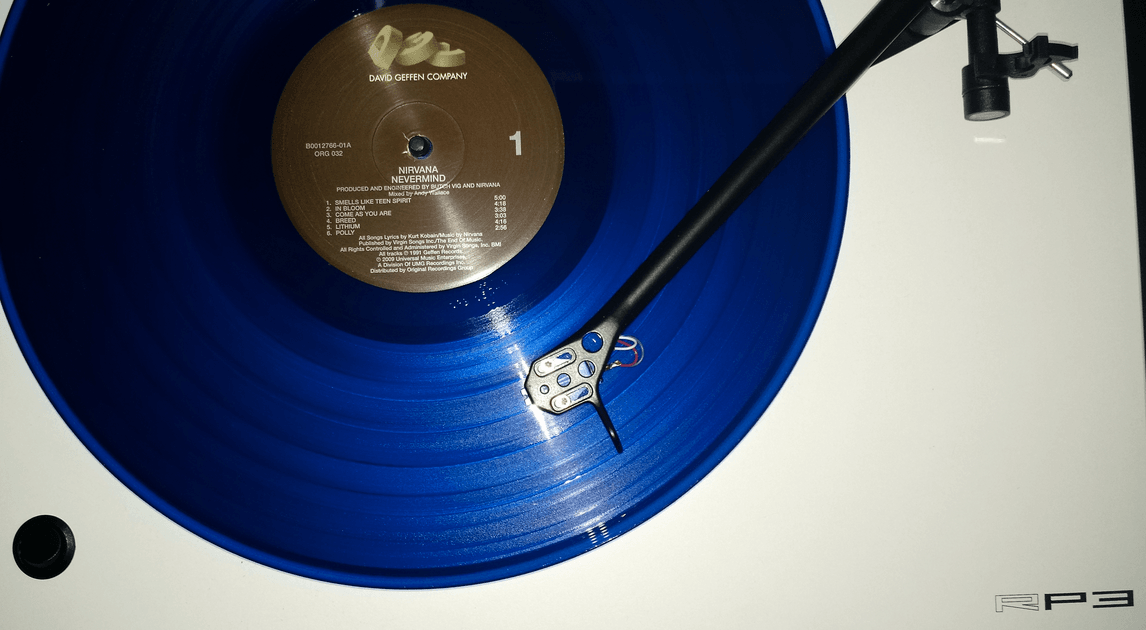 DGC
DAVID GEFFEN COMPANY
B0012766-01A
ORG 032
1
NIRVANA
NEVERMIND
PRODUCED AND ENGINEERED BY BUTCH VIG AND NIRVANA
Mixed by Andy Wallace
1. SMELLS LIKE TEEN SPIRIT 5:00
2. IN BLOOM 4:18
3. COME AS YOU ARE 3:38
4. BREED 3:03
5. LITHIUM 4:16
6. POLLY 2:56
All Songs Lyrics by Kurt Kobain/Music by Nirvana
Published by Virgin Songs Inc./The End Of Music.
All Rights Controlled and Administered by Virgin Songs, Inc. BMI
All tracks ℗ 1991 Geffen Records
© 2009 Universal Music Enterprises,
A Division Of UMG Recordings Inc.
Distributed by Original Recordings Group
RP3